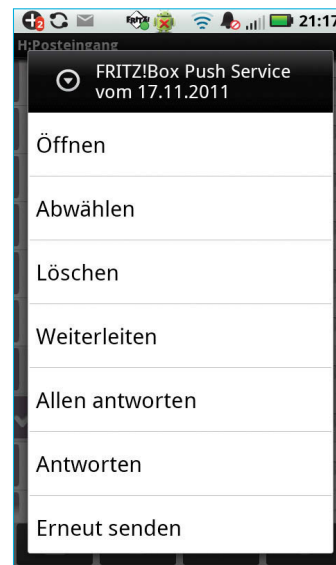 FRITZ! 21:17
H:Posteingang
FRITZ!Box Push Service
vom 17.11.2011
Öffnen
Abwählen
Löschen
Weiterleiten
Allen antworten
Antworten
Erneut senden